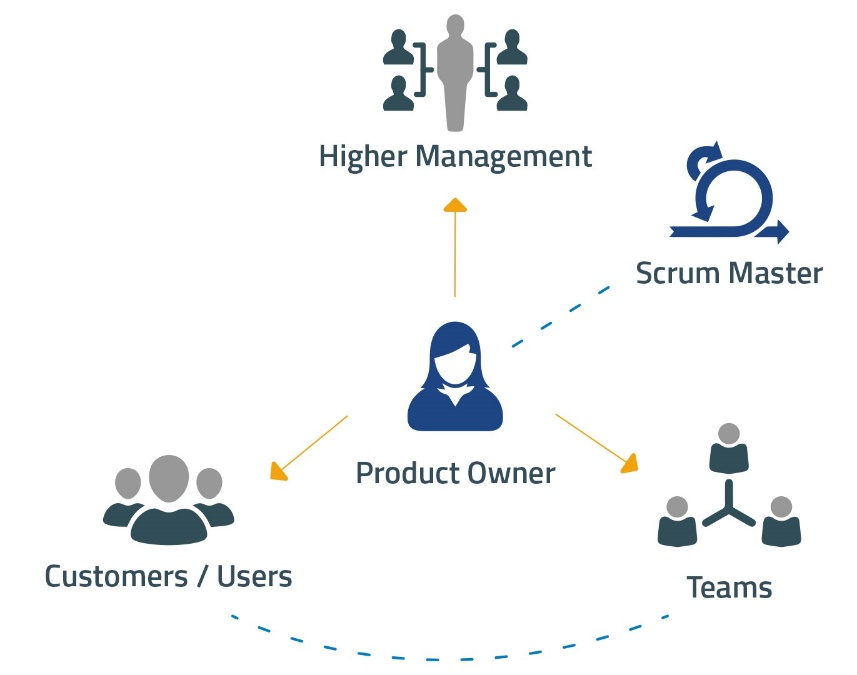 Higher Management
Scrum Master
Product Owner
Customers / Users
Teams